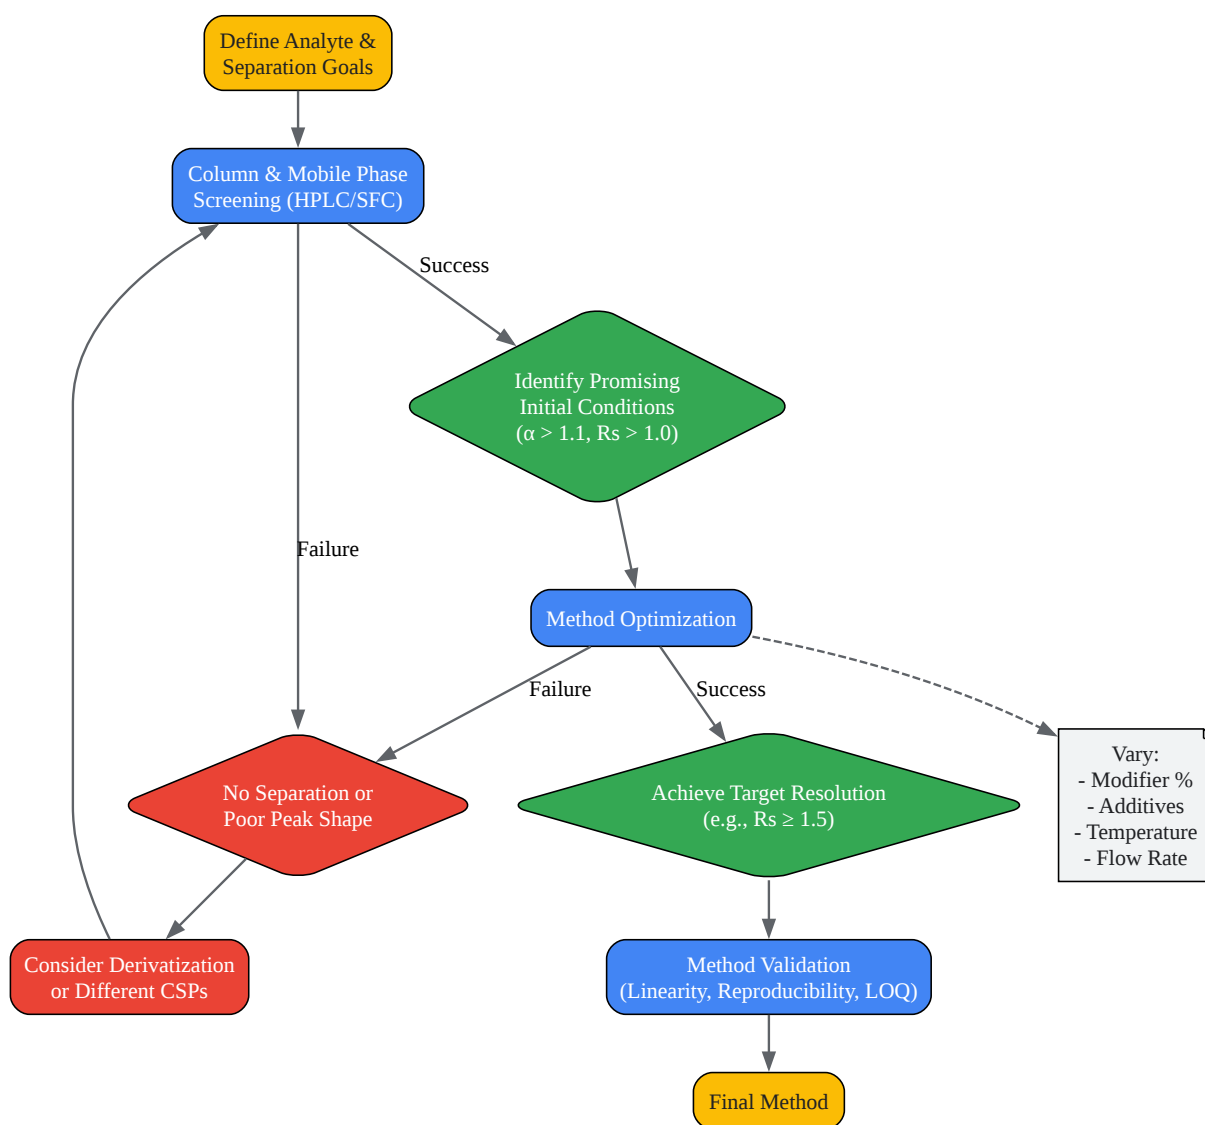 Define Analyte &
Separation Goals
Column & Mobile Phase
Screening (HPLC/SFC)
Success
Identify Promising
Initial Conditions
(α > 1.1, Rs > 1.0)
Failure
Method Optimization
Failure
Success
Vary:
- Modifier %
- Additives
- Temperature
- Flow Rate
No Separation or
Poor Peak Shape
Achieve Target Resolution
(e.g., Rs ≥ 1.5)
Consider Derivatization
or Different CSPs
Method Validation
(Linearity, Reproducibility, LOQ)
Final Method